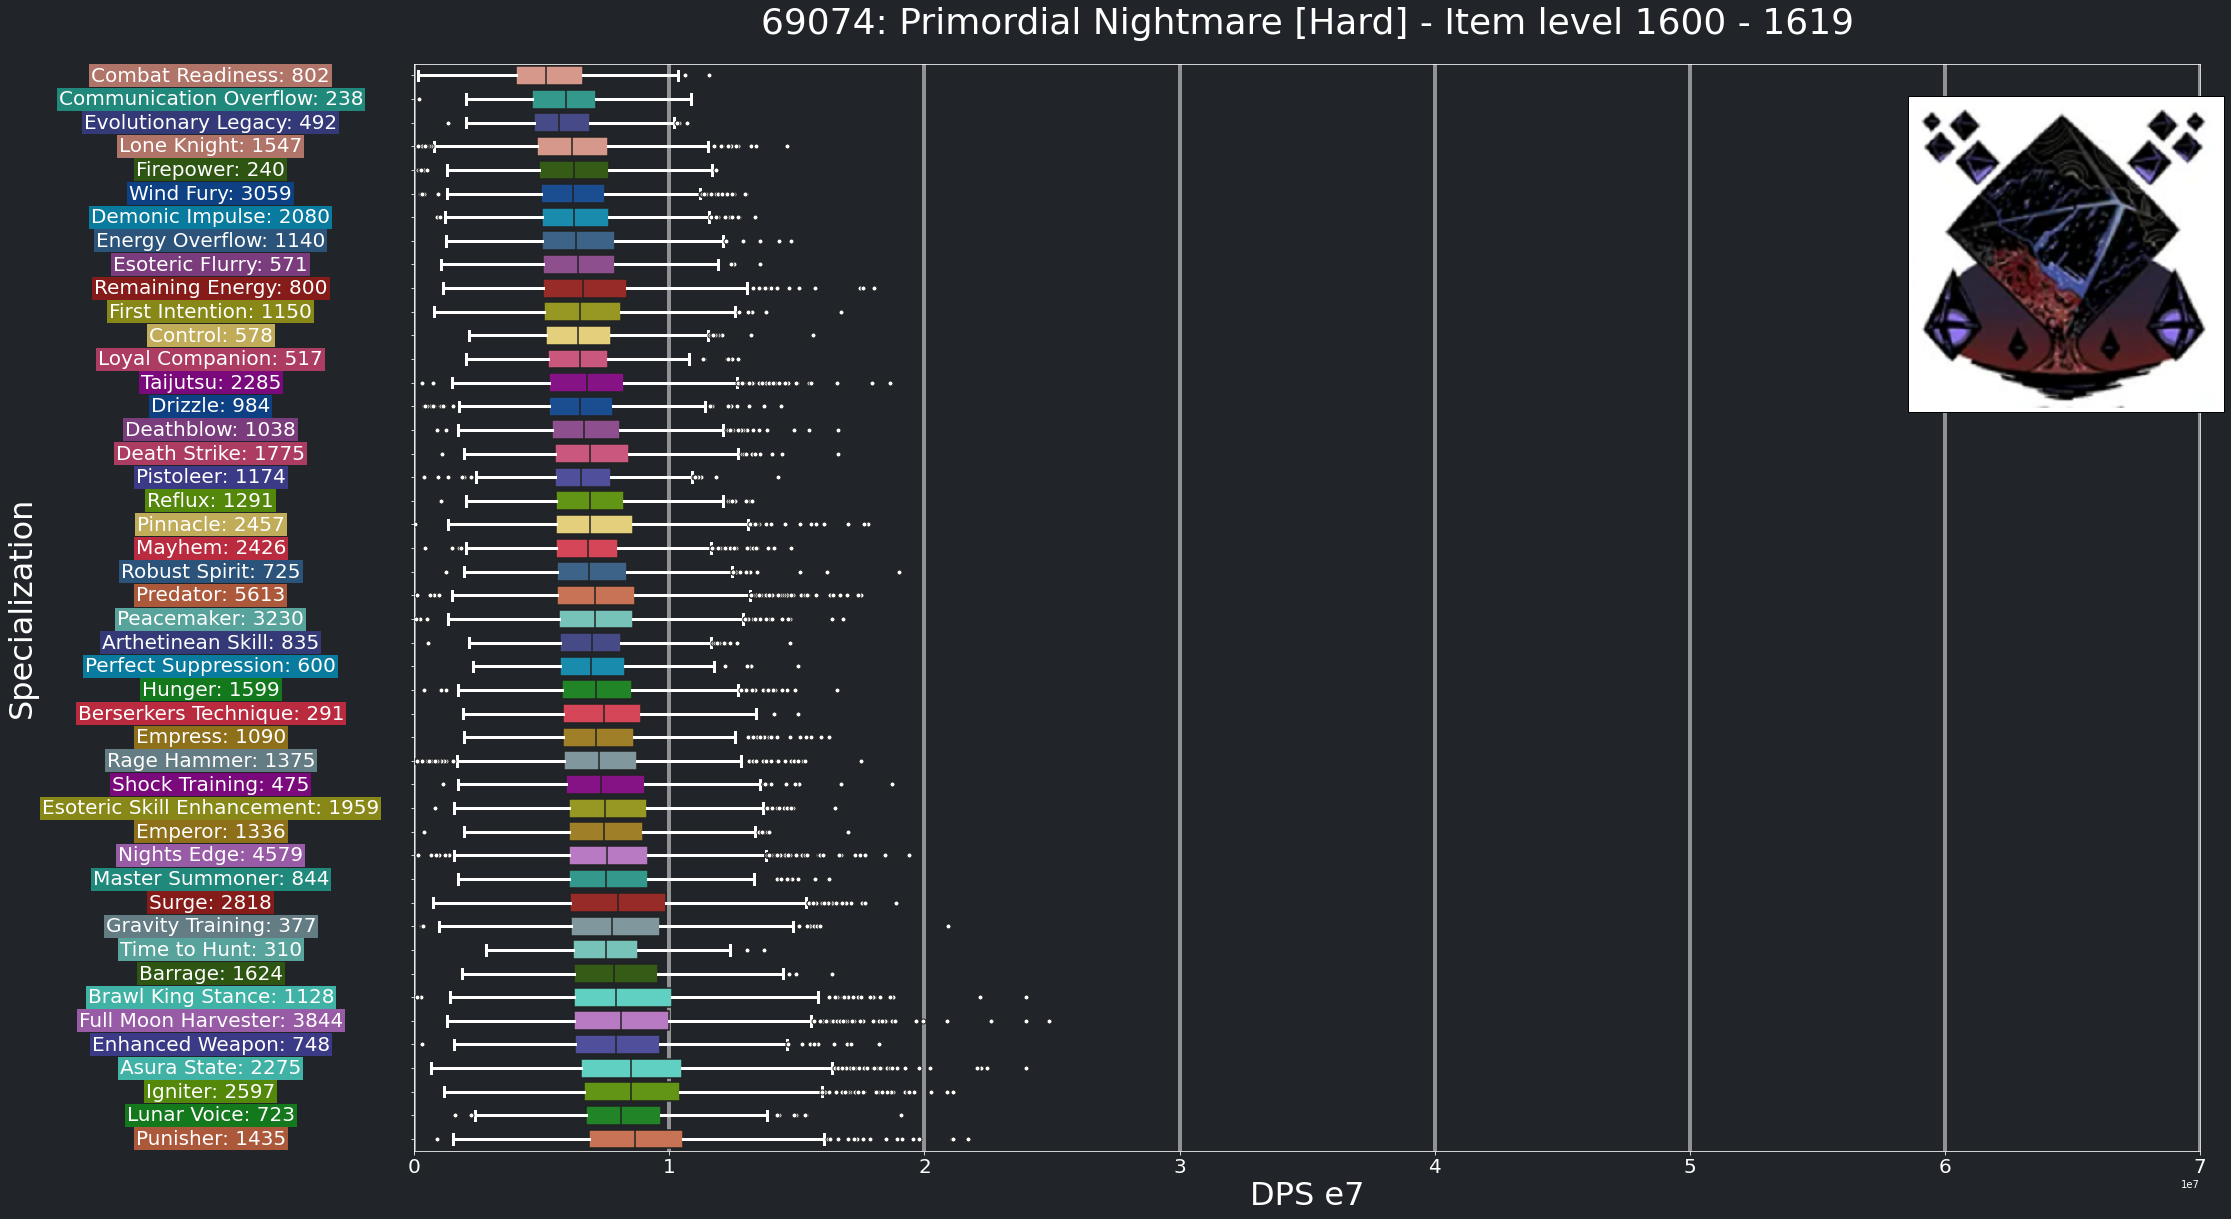 69074: Primordial Nightmare [Hard] - Item level 1600 - 1619
Specialization
Combat Readiness: 802
Communication Overflow: 238
Evolutionary Legacy: 492
Lone Knight: 1547
Firepower: 240
Wind Fury: 3059
Demonic Impulse: 2080
Energy Overflow: 1140
Esoteric Flurry: 571
Remaining Energy: 800
First Intention: 1150
Control: 578
Loyal Companion: 517
Taijutsu: 2285
Drizzle: 984
Deathblow: 1038
Death Strike: 1775
Pistoleer: 1174
Reflux: 1291
Pinnacle: 2457
Mayhem: 2426
Robust Spirit: 725
Predator: 5613
Peacemaker: 3230
Arthetinean Skill: 835
Perfect Suppression: 600
Hunger: 1599
Berserkers Technique: 291
Empress: 1090
Rage Hammer: 1375
Shock Training: 475
Esoteric Skill Enhancement: 1959
Emperor: 1336
Nights Edge: 4579
Master Summoner: 844
Surge: 2818
Gravity Training: 377
Time to Hunt: 310
Barrage: 1624
Brawl King Stance: 1128
Full Moon Harvester: 3844
Enhanced Weapon: 748
Asura State: 2275
Igniter: 2597
Lunar Voice: 723
Punisher: 1435
0 1 2 3 4 5 6 7
1e7
DPS e7